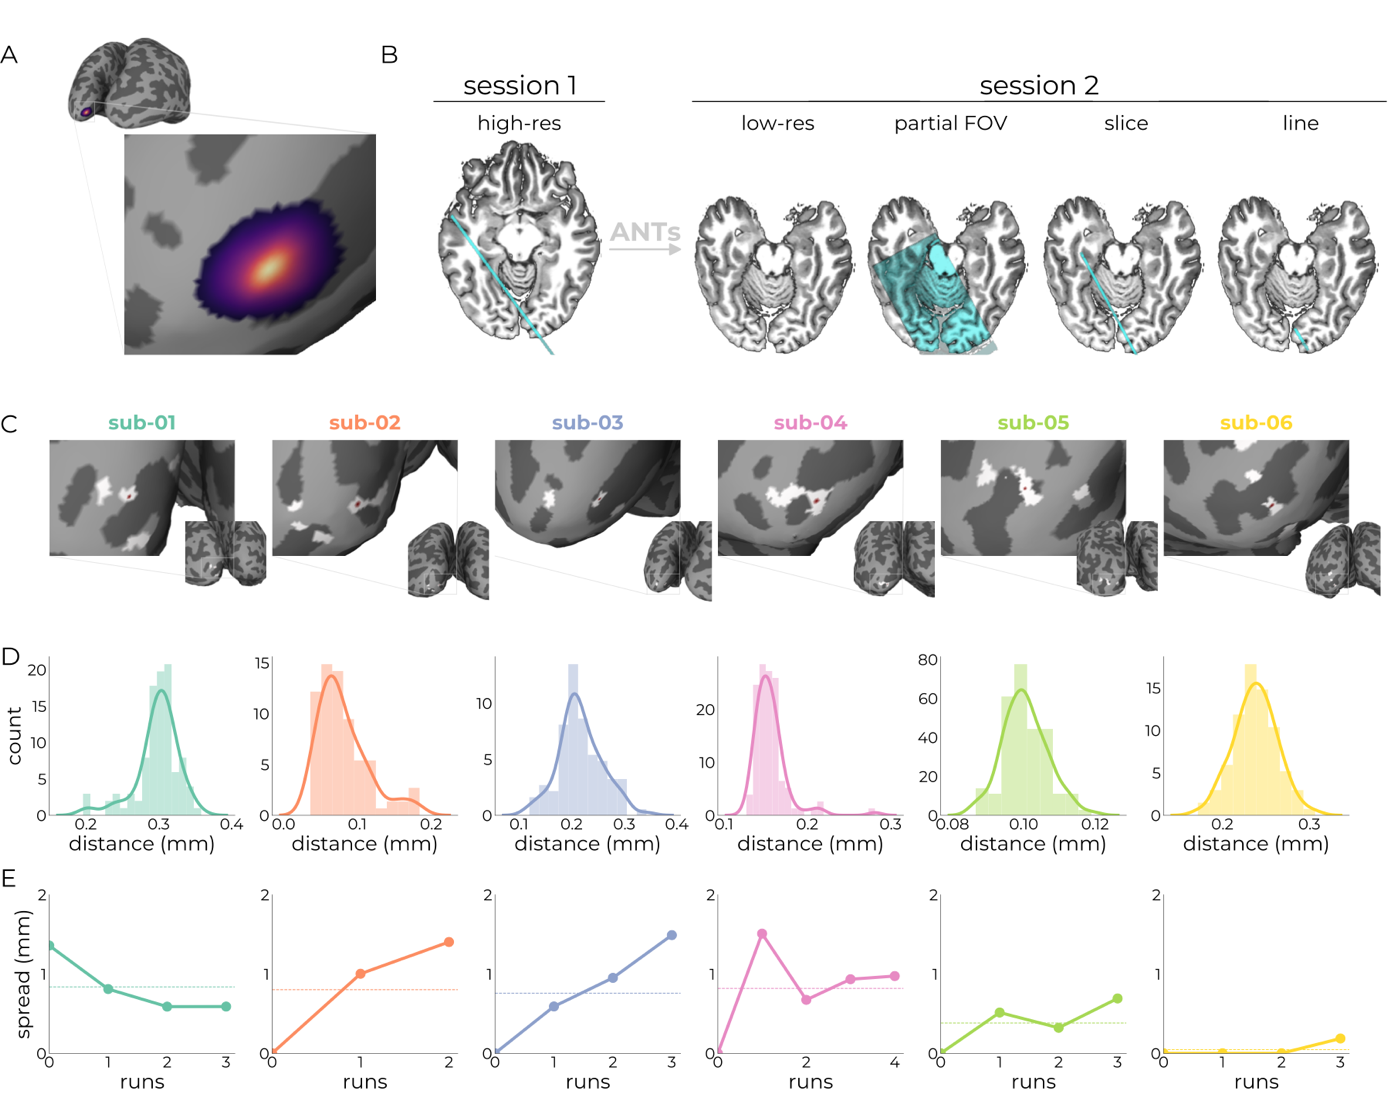 A
B
session 1
session 2
high-res
low-res
partial FOV
slice
line
ANTs
C
sub-01
sub-02
sub-03
sub-04
sub-05
sub-06
D
count
20
15
10
5
0
0.2
0.3
0.4
distance (mm)
15
10
5
0
0.0
0.1
0.2
distance (mm)
10
5
0
0.1
0.2
0.3
0.4
distance (mm)
20
10
0
0.1
0.2
0.3
distance (mm)
80
60
40
20
0
0.08
0.10
0.12
distance (mm)
15
10
5
0
0.2
0.3
distance (mm)
E
spread (mm)
2
1
0
0
1
2
3
runs
2
1
0
0
1
2
runs
2
1
0
0
1
2
3
runs
2
1
0
0
2
4
runs
2
1
0
0
1
2
3
runs
2
1
0
0
1
2
3
runs